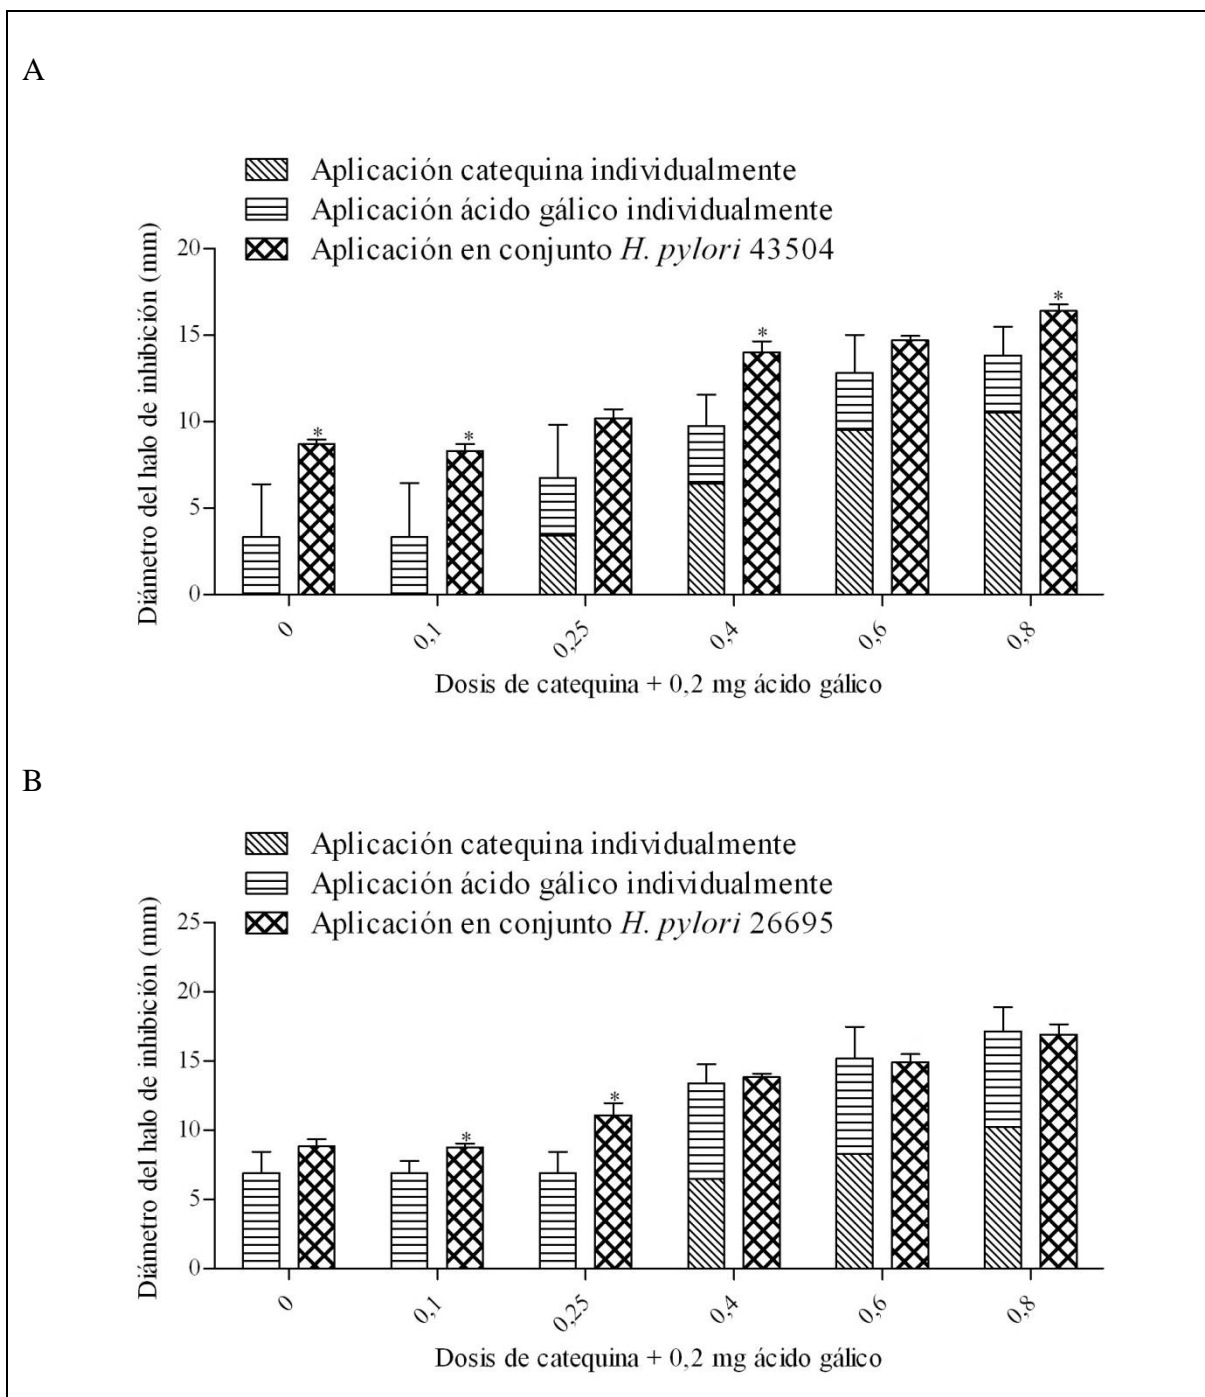 A
Aplicación catequina individualmente
Aplicación ácido gálico individualmente
Aplicación en conjunto H. pylori 43504
Diámetro del halo de inhibición (mm)
20
15
10
5
0
* * * *
0 0,1 0,25 0,4 0,6 0,8
Dosis de catequina + 0,2 mg ácido gálico
B
Aplicación catequina individualmente
Aplicación ácido gálico individualmente
Aplicación en conjunto H. pylori 26695
Diámetro del halo de inhibición (mm)
25
20
15
10
5
0
* *
0 0,1 0,25 0,4 0,6 0,8
Dosis de catequina + 0,2 mg ácido gálico